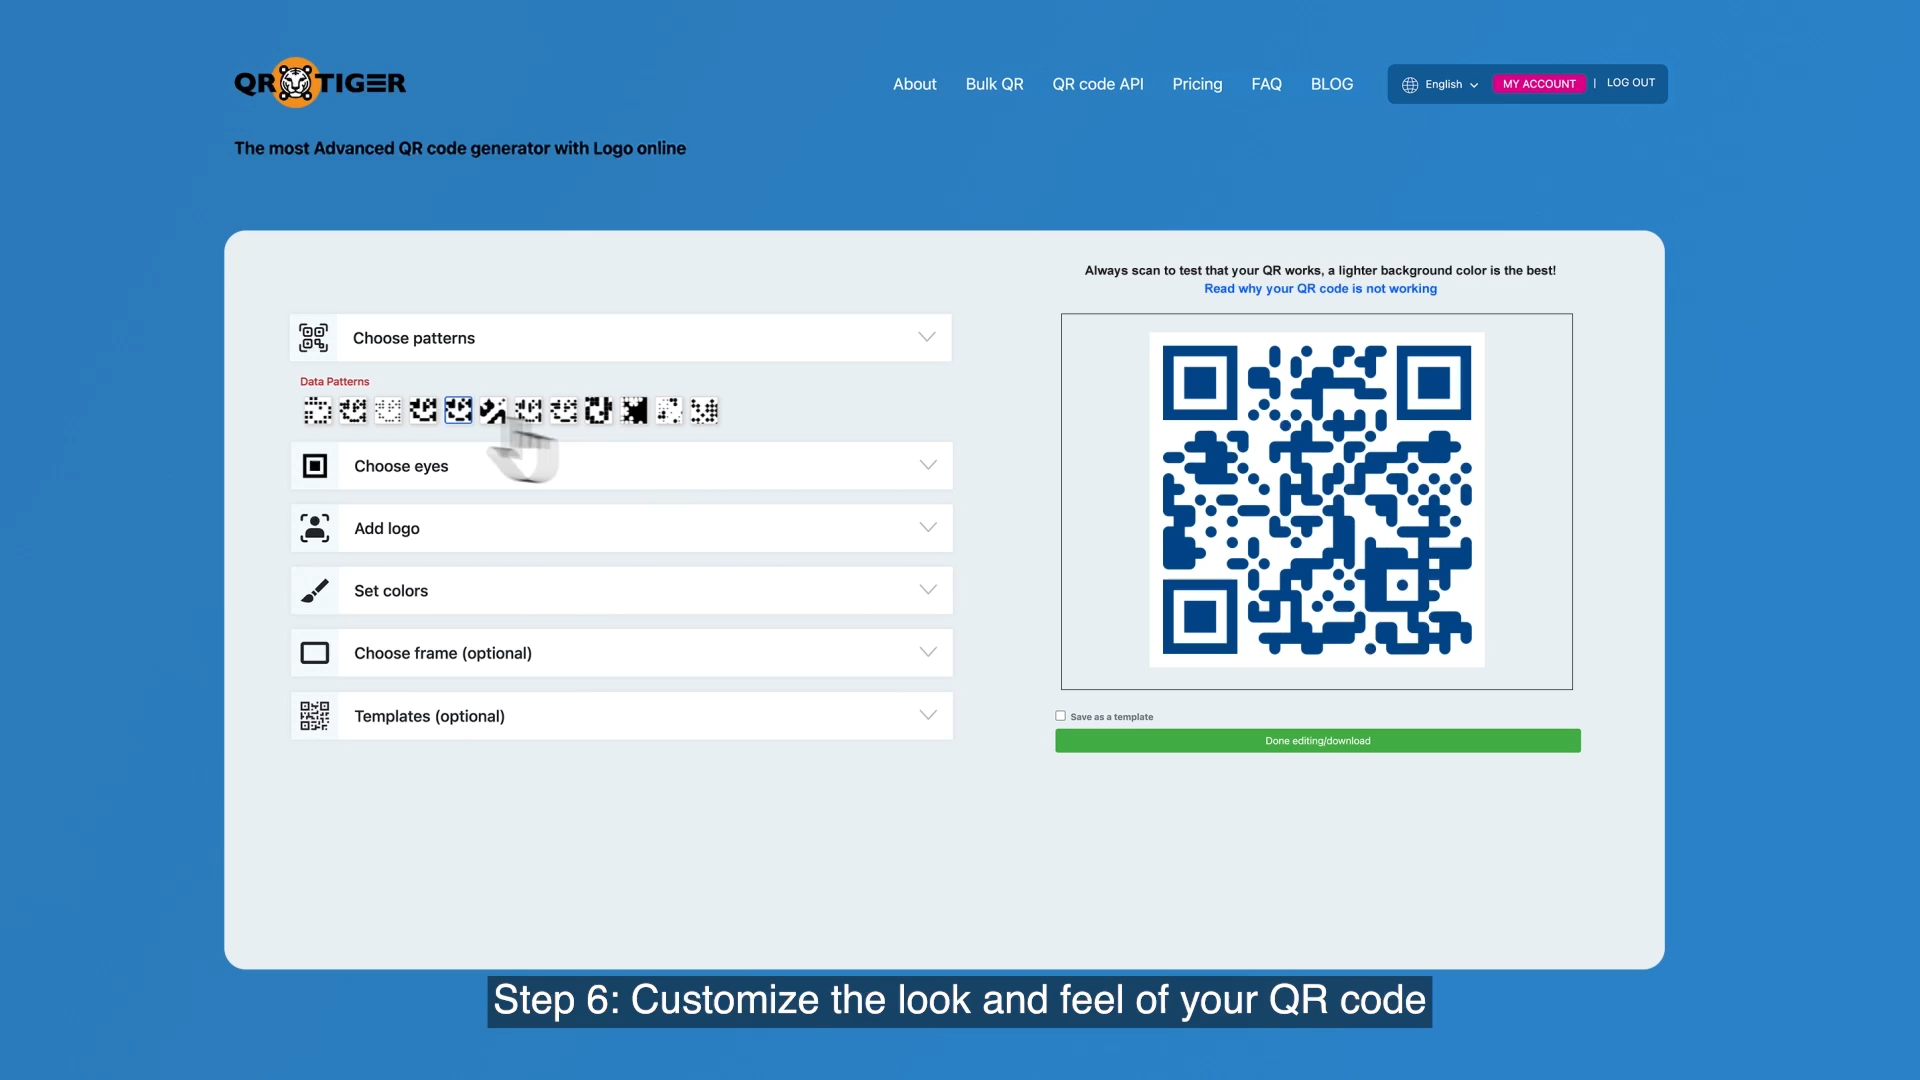 QR TIGER
About Bulk QR QR code API Pricing FAQ BLOG English MY ACCOUNT | LOG OUT
The most Advanced QR code generator with Logo online
Always scan to test that your QR works, a lighter background color is the best!
Read why your QR code is not working
Choose patterns
Data Patterns
Choose eyes
Add logo
Set colors
Choose frame (optional)
Templates (optional)
Save as a template
Done editing/download
Step 6: Customize the look and feel of your QR code